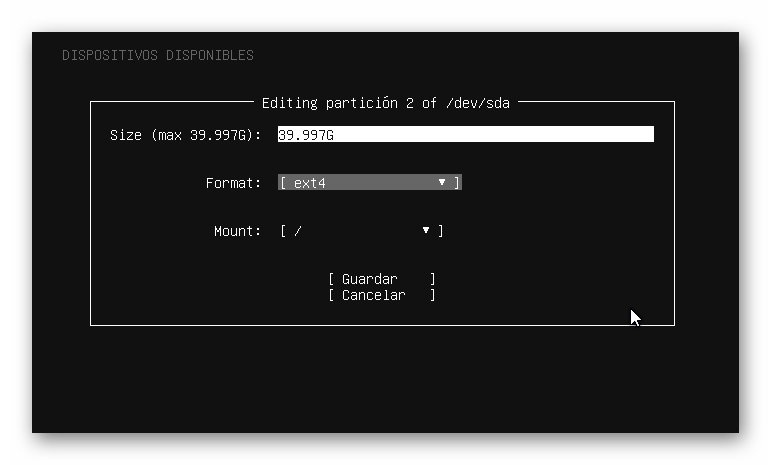 DISPOSITIVOS DISPONIBLES
Editing partición 2 of /dev/sda
Size (max 39.997G): 39.997G
Format: [ ext4 ▼ ]
Mount: [ / ▼ ]
[ Guardar ]
[ Cancelar ]